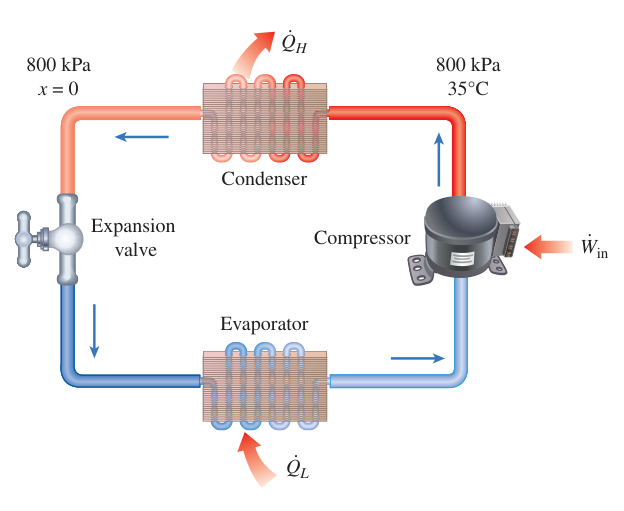 Q̇H
800 kPa
x = 0
800 kPa
35°C
Condenser
Expansion
valve
Compressor
Ẇin
Evaporator
Q̇L